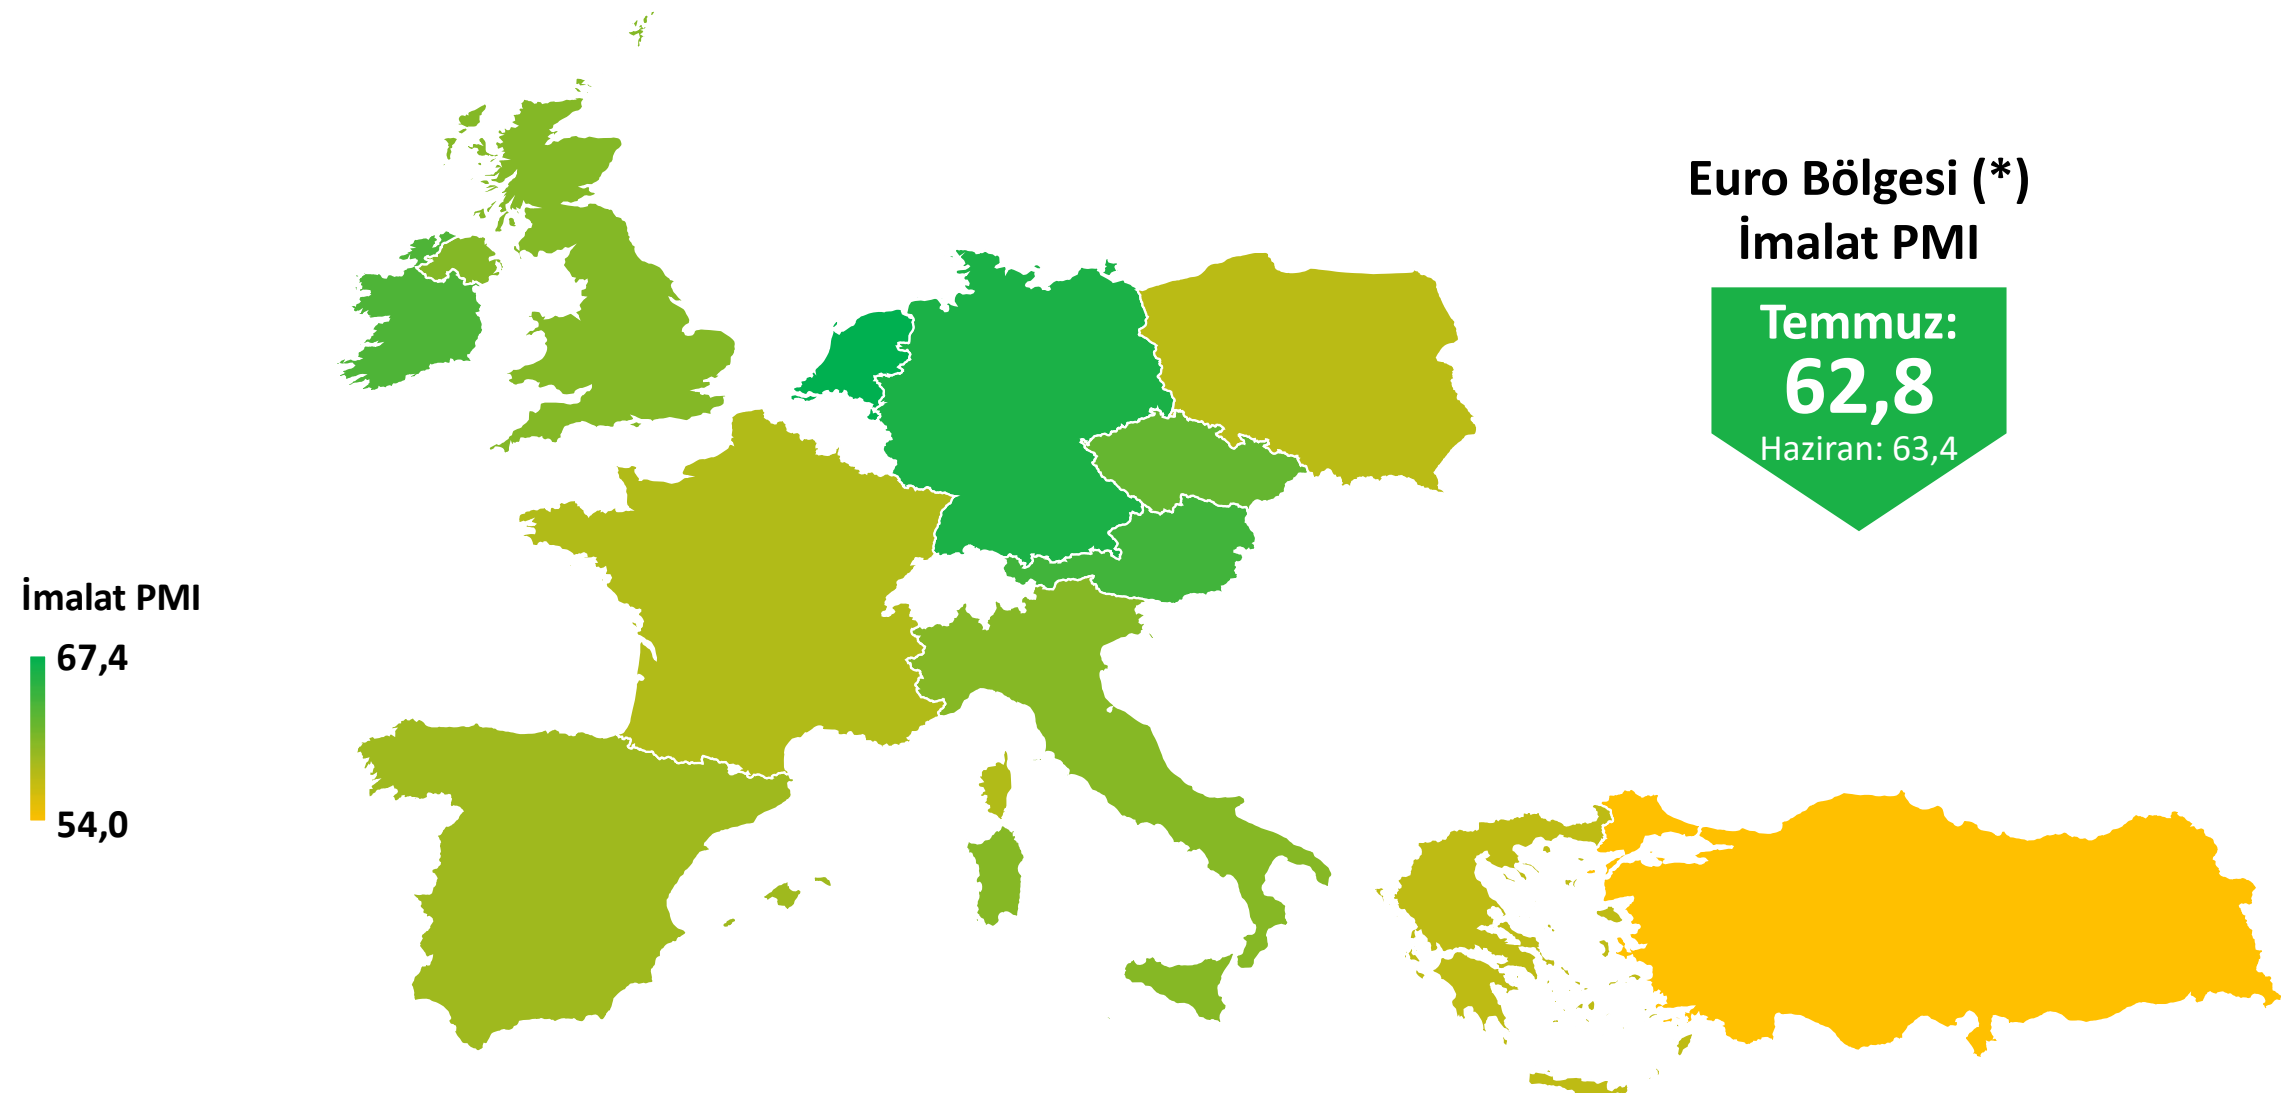 Euro Bölgesi (*)
İmalat PMI
Temmuz:
62,8
Haziran: 63,4
İmalat PMI
67,4
54,0